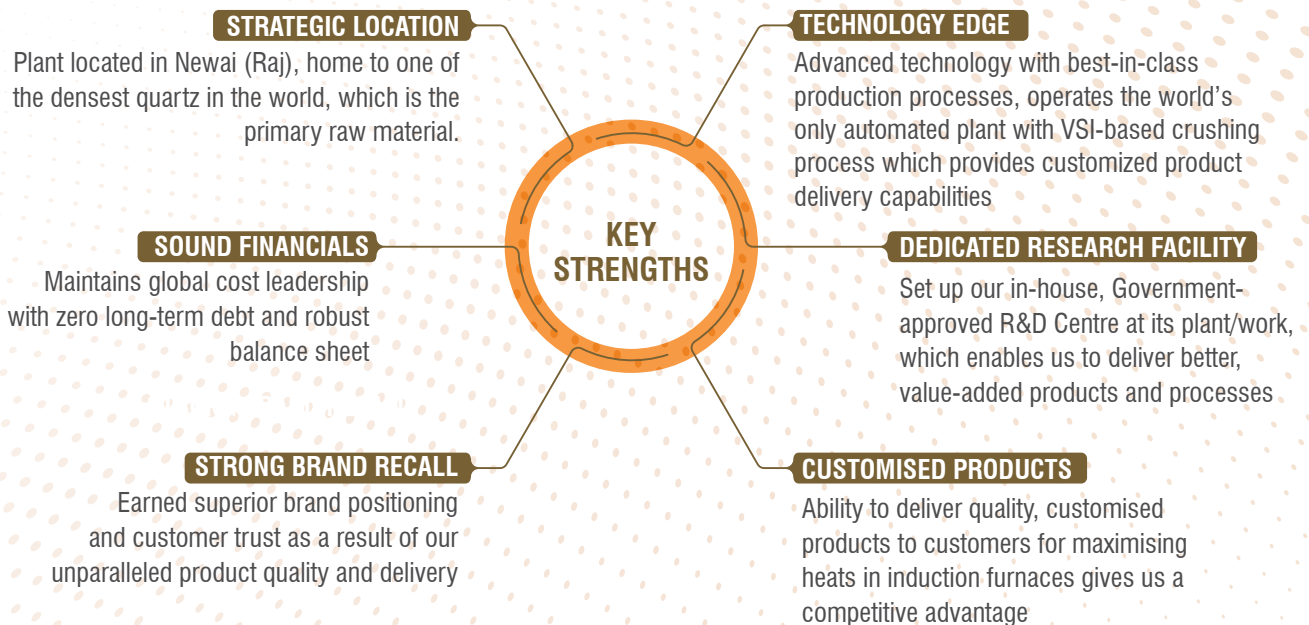 STRATEGIC LOCATION
Plant located in Newai (Raj), home to one of
the densest quartz in the world, which is the
primary raw material.
TECHNOLOGY EDGE
Advanced technology with best-in-class
production processes, operates the world's
only automated plant with VSI-based crushing
process which provides customized product
delivery capabilities
KEY
STRENGTHS
SOUND FINANCIALS
Maintains global cost leadership
with zero long-term debt and robust
balance sheet
DEDICATED RESEARCH FACILITY
Set up our in-house, Government-
approved R&D Centre at its plant/work,
which enables us to deliver better,
value-added products and processes
STRONG BRAND RECALL
Earned superior brand positioning
and customer trust as a result of our
unparalleled product quality and delivery
CUSTOMISED PRODUCTS
Ability to deliver quality, customised
products to customers for maximising
heats in induction furnaces gives us a
competitive advantage